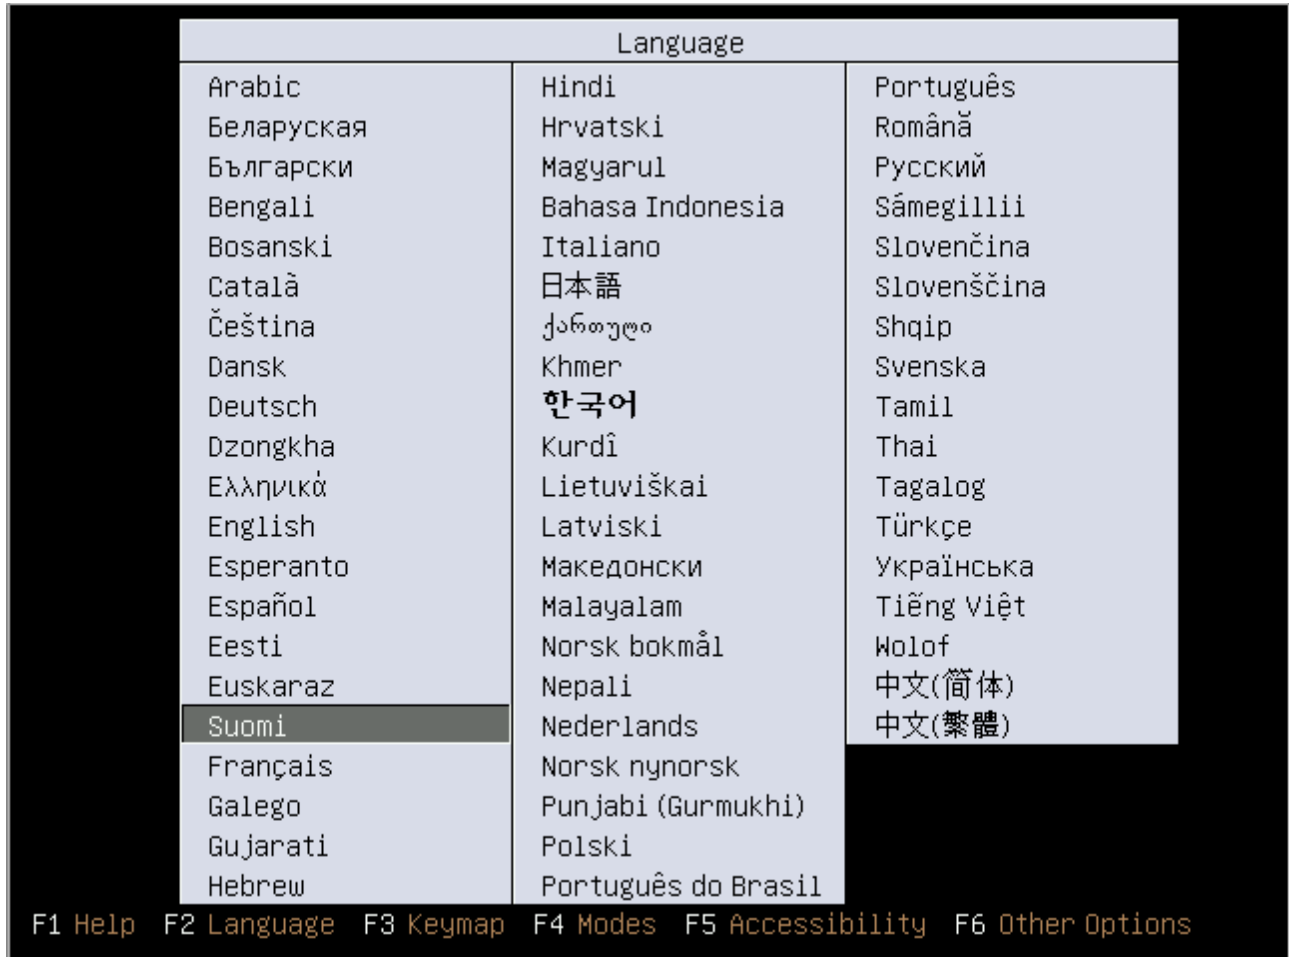 Language
Arabic
Беларуская
Български
Bengali
Bosanski
Català
Čeština
Dansk
Deutsch
Dzongkha
Ελληνικά
English
Esperanto
Español
Eesti
Euskaraz
Suomi
Français
Galego
Gujarati
Hebrew
Hindi
Hrvatski
Magyarul
Bahasa Indonesia
Italiano
日本語
ქართული
Khmer
한국어
Kurdî
Lietuviškai
Latviski
Македонски
Malayalam
Norsk bokmål
Nepali
Nederlands
Norsk nynorsk
Punjabi (Gurmukhi)
Polski
Português do Brasil
Português
Română
Русский
Sámegillii
Slovenčina
Slovenščina
Shqip
Svenska
Tamil
Thai
Tagalog
Türkçe
Українська
Tiếng Việt
Wolof
中文(简体)
中文(繁體)
F1 Help F2 Language F3 Keymap F4 Modes F5 Accessibility F6 Other Options